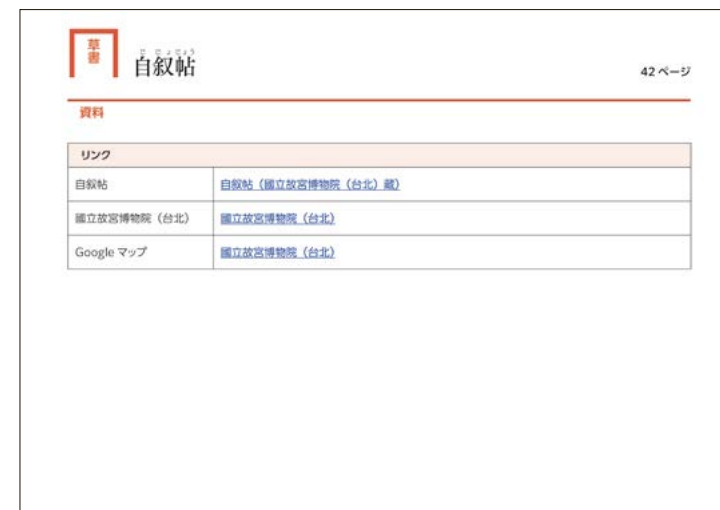 草書
じじょじょう
自叙帖
42 ページ
資料
リンク
自叙帖 自叙帖（國立故宮博物院（台北）蔵）
國立故宮博物院（台北） 國立故宮博物院（台北）
Google マップ 國立故宮博物院（台北）